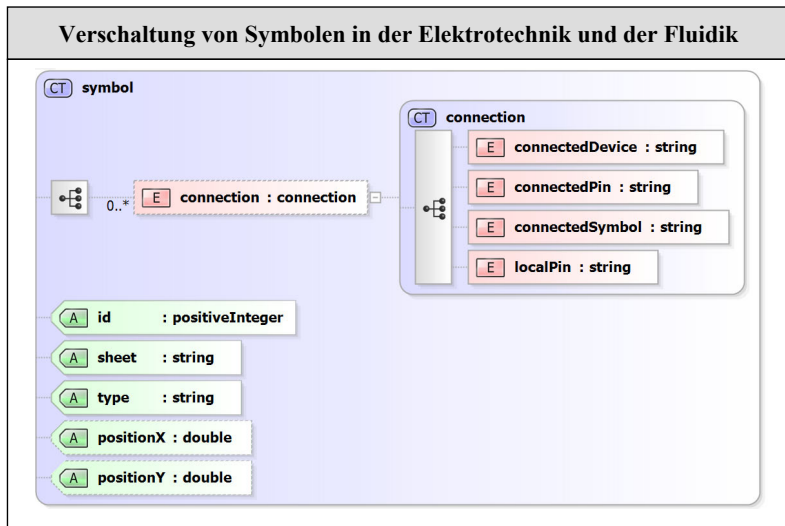 Verschaltung von Symbolen in der Elektrotechnik und der Fluidik
CT symbol
CT connection
E connectedDevice : string
E connectedPin : string
0..* E connection : connection
E connectedSymbol : string
E localPin : string
A id : positiveInteger
A sheet : string
A type : string
A positionX : double
A positionY : double